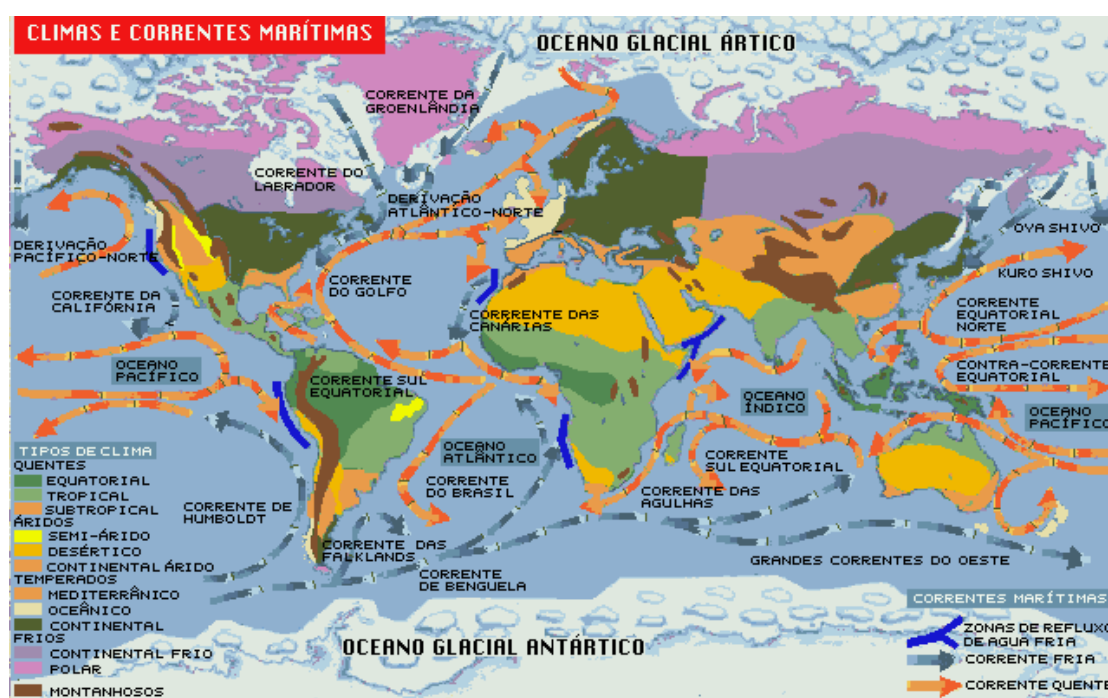 CLIMAS E CORRENTES MARÍTIMAS
OCEANO GLACIAL ÁRTICO
CORRENTE DA
GROENLÂNDIA
CORRENTE DO
LABRADOR
DERIVAÇÃO
ATLÂNTICO-NORTE
DERIVAÇÃO
PACÍFICO-NORTE
OYA SHIVO
KURO SHIVO
CORRENTE
DO GOLFO
CORRENTE DA
CALIFÓRNIA
CORRRENTE DAS
CANÁRIAS
CORRENTE
EQUATORIAL
NORTE
OCEANO
PACÍFICO
CORRENTE SUL
EQUATORIAL
CONTRA-CORRENTE
EQUATORIAL
OCEANO
ÍNDICO
OCEANO
PACÍFICO
OCEANO
ATLÂNTICO
CORRENTE
SUL EQUATORIAL
CORRENTE
DO BRASIL
CORRENTE DAS
AGULHAS
CORRENTE DE
HUMBOLDT
CORRENTE DAS
FALKLANDS
CORRENTE
DE BENGUELA
GRANDES CORRENTES DO OESTE
OCEANO GLACIAL ANTÁRTICO
TIPOS DE CLIMA
QUENTES
EQUATORIAL
TROPICAL
SUBTROPICAL
ÁRIDOS
SEMI-ÁRIDO
DESÉRTICO
CONTINENTAL ÁRIDO
TEMPERADOS
MEDITERRÂNICO
OCEÂNICO
CONTINENTAL
FRIOS
CONTINENTAL FRIO
POLAR
MONTANHOSOS
CORRENTES MARÍTIMAS
ZONAS DE REFLUXO
DE AGUA FRIA
CORRENTE FRIA
CORRENTE QUENTE